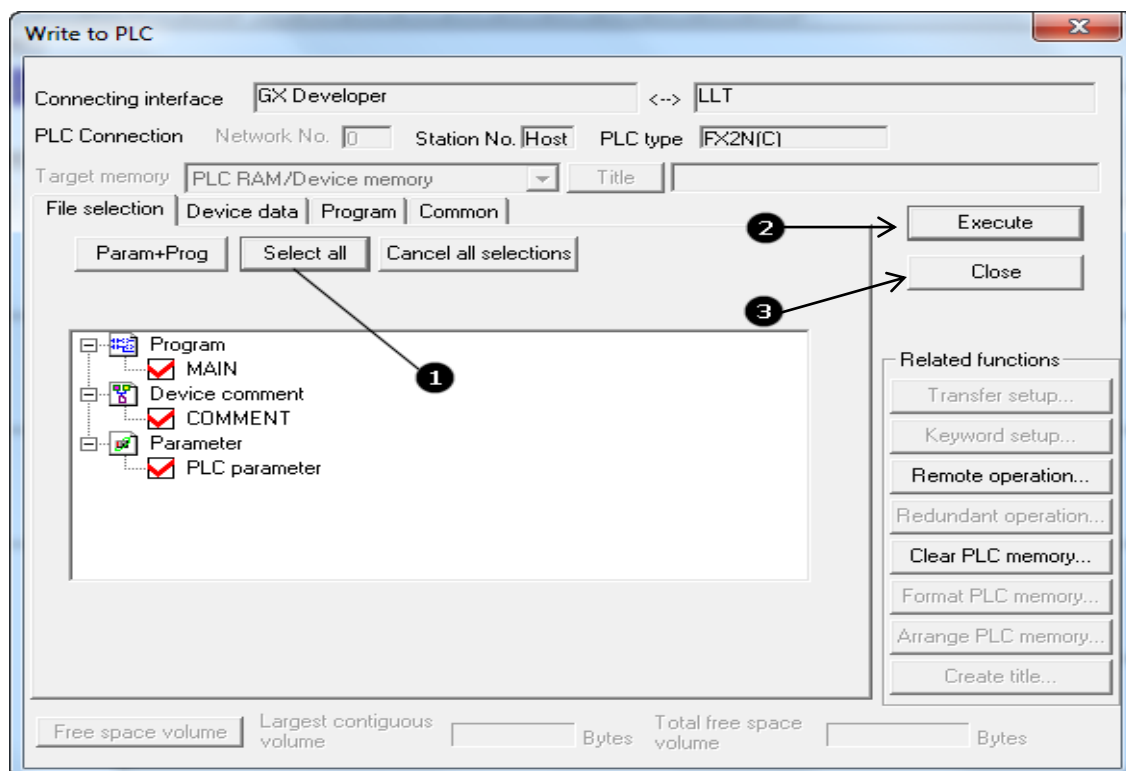 Write to PLC
Connecting interface GX Developer <--> LLT
PLC Connection Network No. 0 Station No. Host PLC type FX2N(C)
Target memory PLC RAM/Device memory Title
File selection Device data Program Common
2 Execute
Param+Prog Select all Cancel all selections
Close
3
Program
MAIN
1
Device comment
COMMENT
Parameter
PLC parameter
Related functions
Transfer setup...
Keyword setup...
Remote operation...
Redundant operation...
Clear PLC memory...
Format PLC memory...
Arrange PLC memory...
Create title...
Free space volume Largest contiguous volume Bytes Total free space volume Bytes